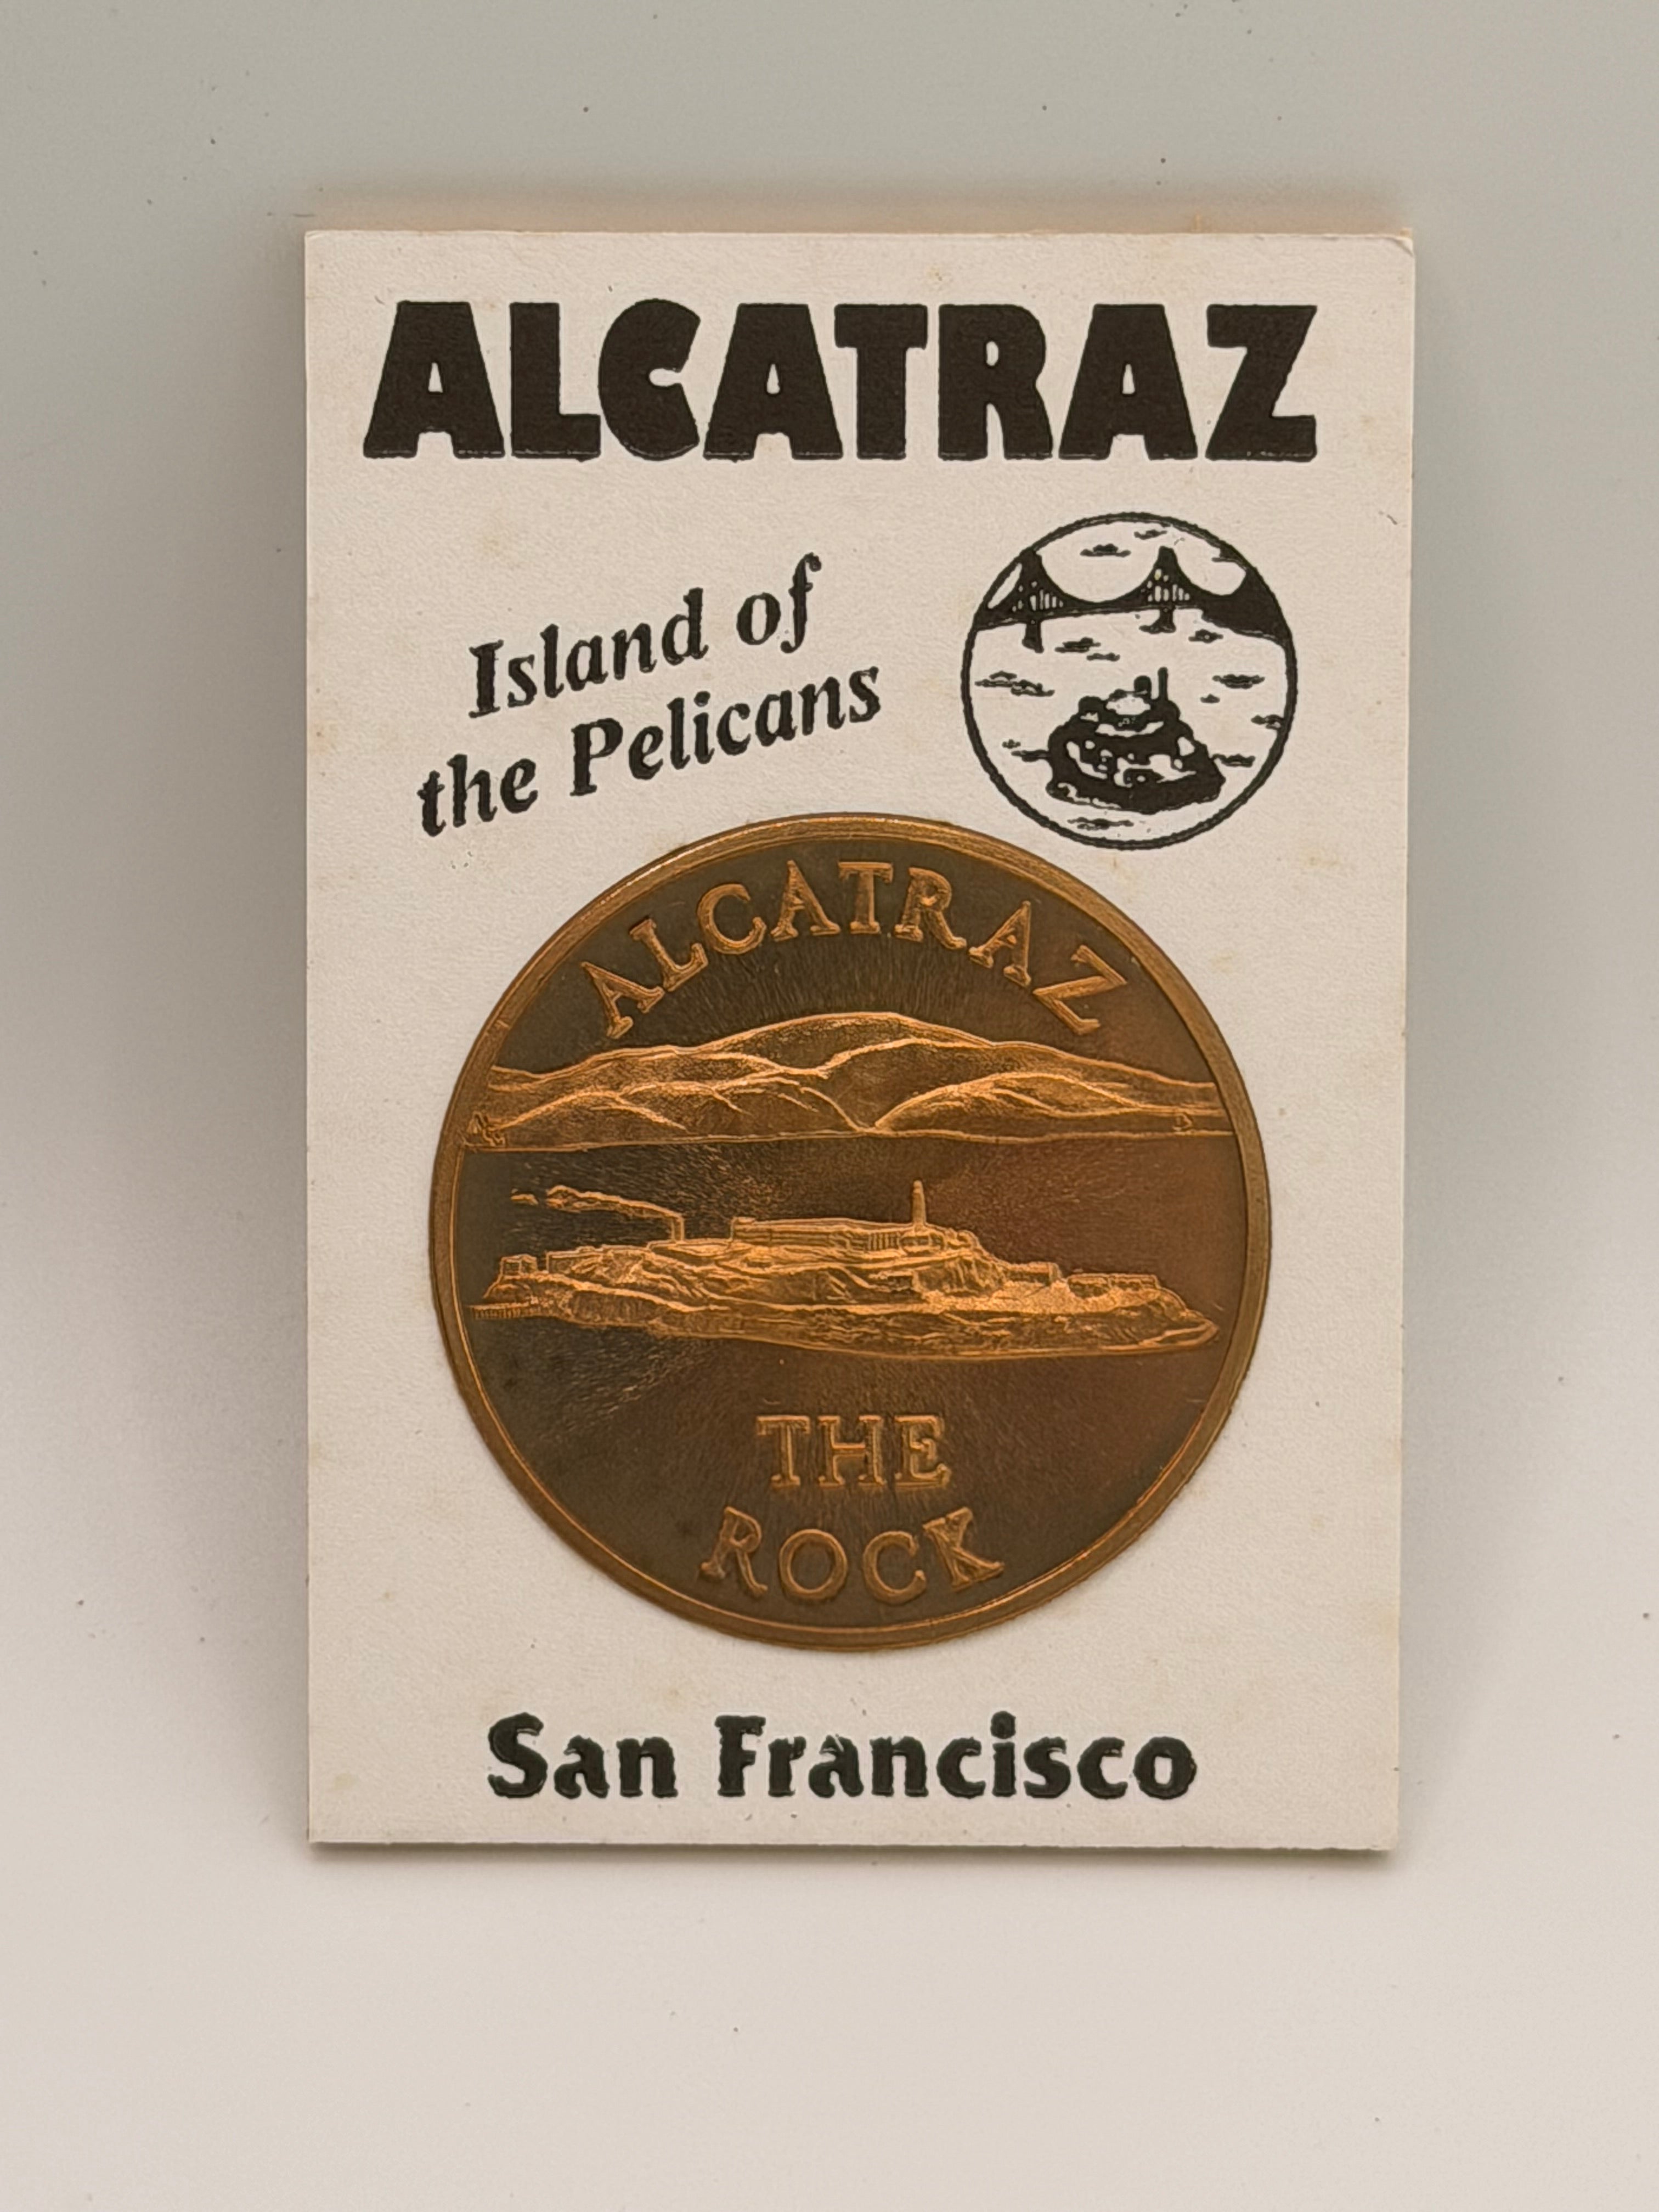 ALCATRAZ
Island of
the Pelicans
ALCATRAZ
THE
ROCK
San Francisco